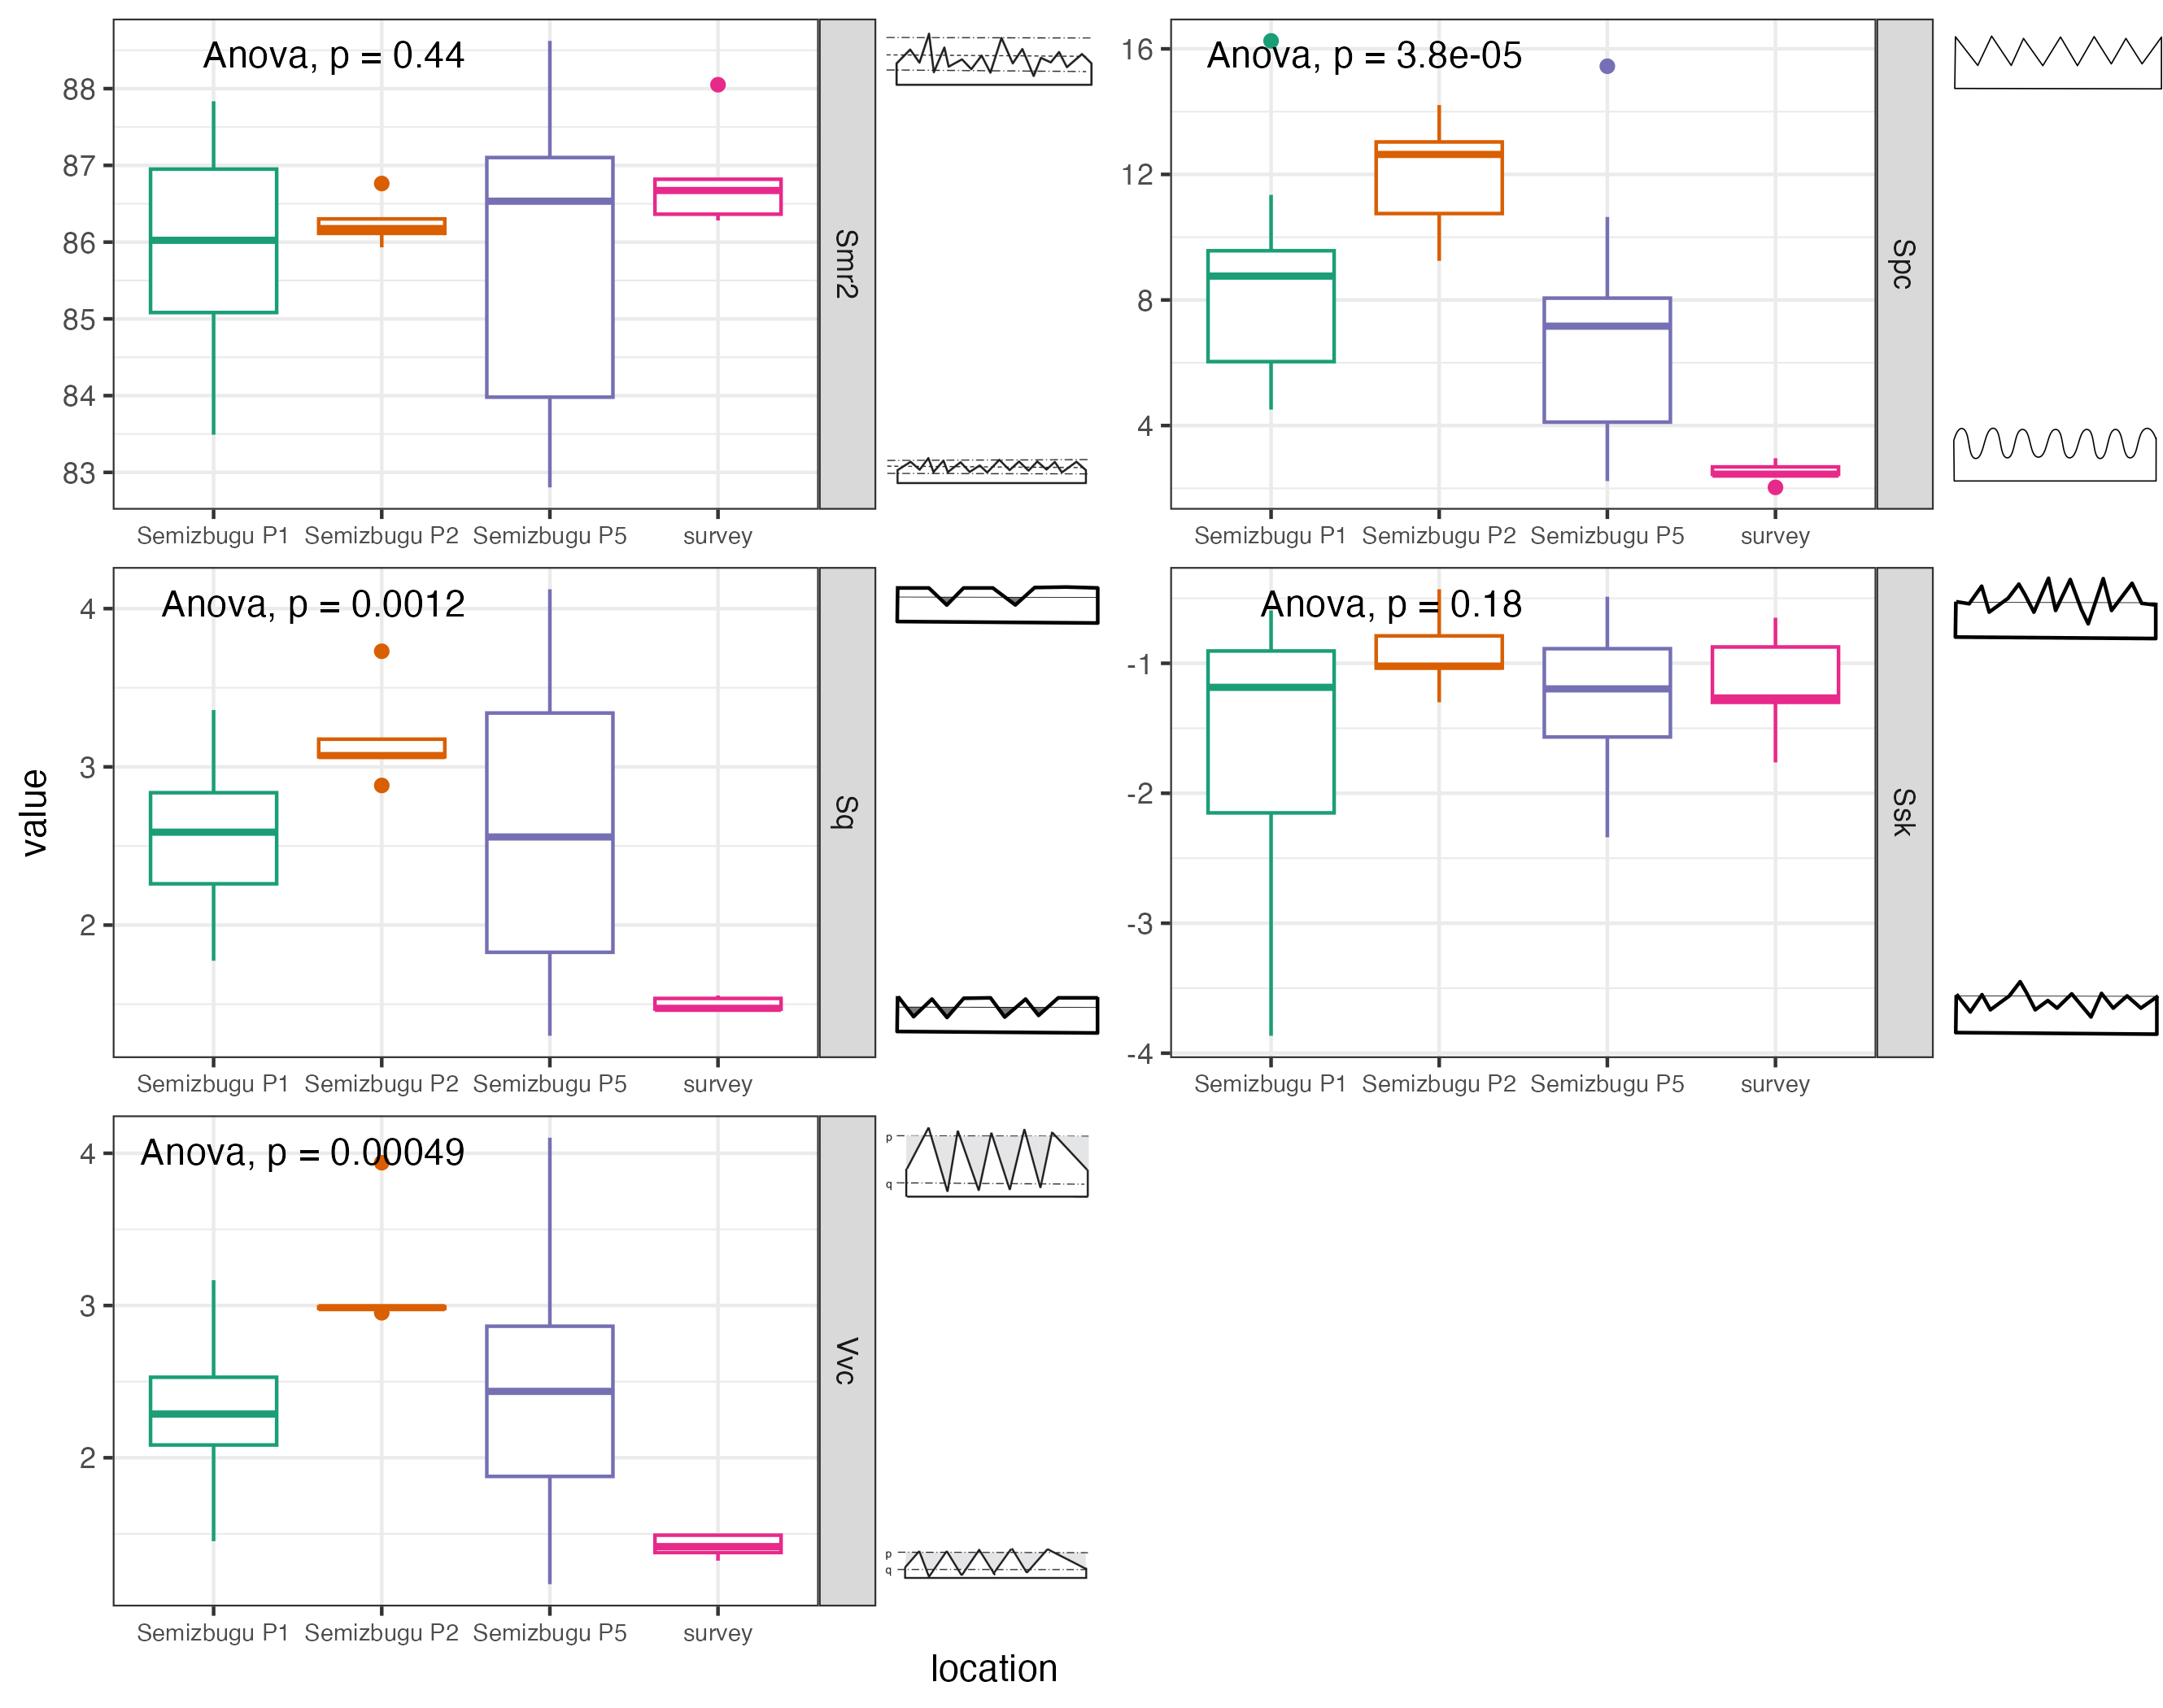 value
Anova, p = 0.44
88
87
86
85
84
83
Smr2
Semizbugu P1 Semizbugu P2 Semizbugu P5 survey
Anova, p = 3.8e-05
16
12
8
4
Spc
Semizbugu P1 Semizbugu P2 Semizbugu P5 survey
Anova, p = 0.0012
4
3
2
Sq
Semizbugu P1 Semizbugu P2 Semizbugu P5 survey
Anova, p = 0.18
-1
-2
-3
-4
Ssk
Semizbugu P1 Semizbugu P2 Semizbugu P5 survey
Anova, p = 0.00049
4
3
2
Vvc
p
q
p
q
Semizbugu P1 Semizbugu P2 Semizbugu P5 survey
location